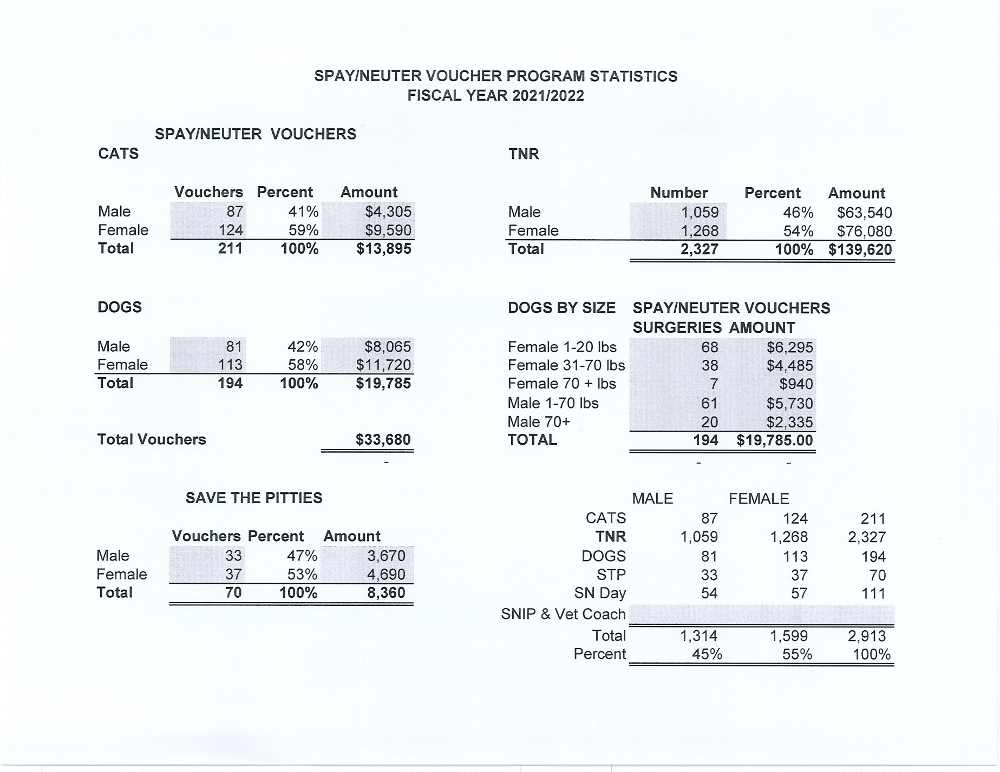 SPAY/NEUTER VOUCHER PROGRAM STATISTICS
FISCAL YEAR 2021/2022
SPAY/NEUTER VOUCHERS
CATS
Vouchers Percent Amount
Male 87 41% $4,305
Female 124 59% $9,590
Total 211 100% $13,895
TNR
Number Percent Amount
Male 1,059 46% $63,540
Female 1,268 54% $76,080
Total 2,327 100% $139,620
DOGS
Male 81 42% $8,065
Female 113 58% $11,720
Total 194 100% $19,785
Total Vouchers $33,680
-
DOGS BY SIZE SPAY/NEUTER VOUCHERS
SURGERIES AMOUNT
Female 1-20 lbs 68 $6,295
Female 31-70 lbs 38 $4,485
Female 70 + lbs 7 $940
Male 1-70 lbs 61 $5,730
Male 70+ 20 $2,335
TOTAL 194 $19,785.00
- -
SAVE THE PITTIES
Vouchers Percent Amount
Male 33 47% 3,670
Female 37 53% 4,690
Total 70 100% 8,360
MALE FEMALE
CATS 87 124 211
TNR 1,059 1,268 2,327
DOGS 81 113 194
STP 33 37 70
SN Day 54 57 111
SNIP & Vet Coach
Total 1,314 1,599 2,913
Percent 45% 55% 100%